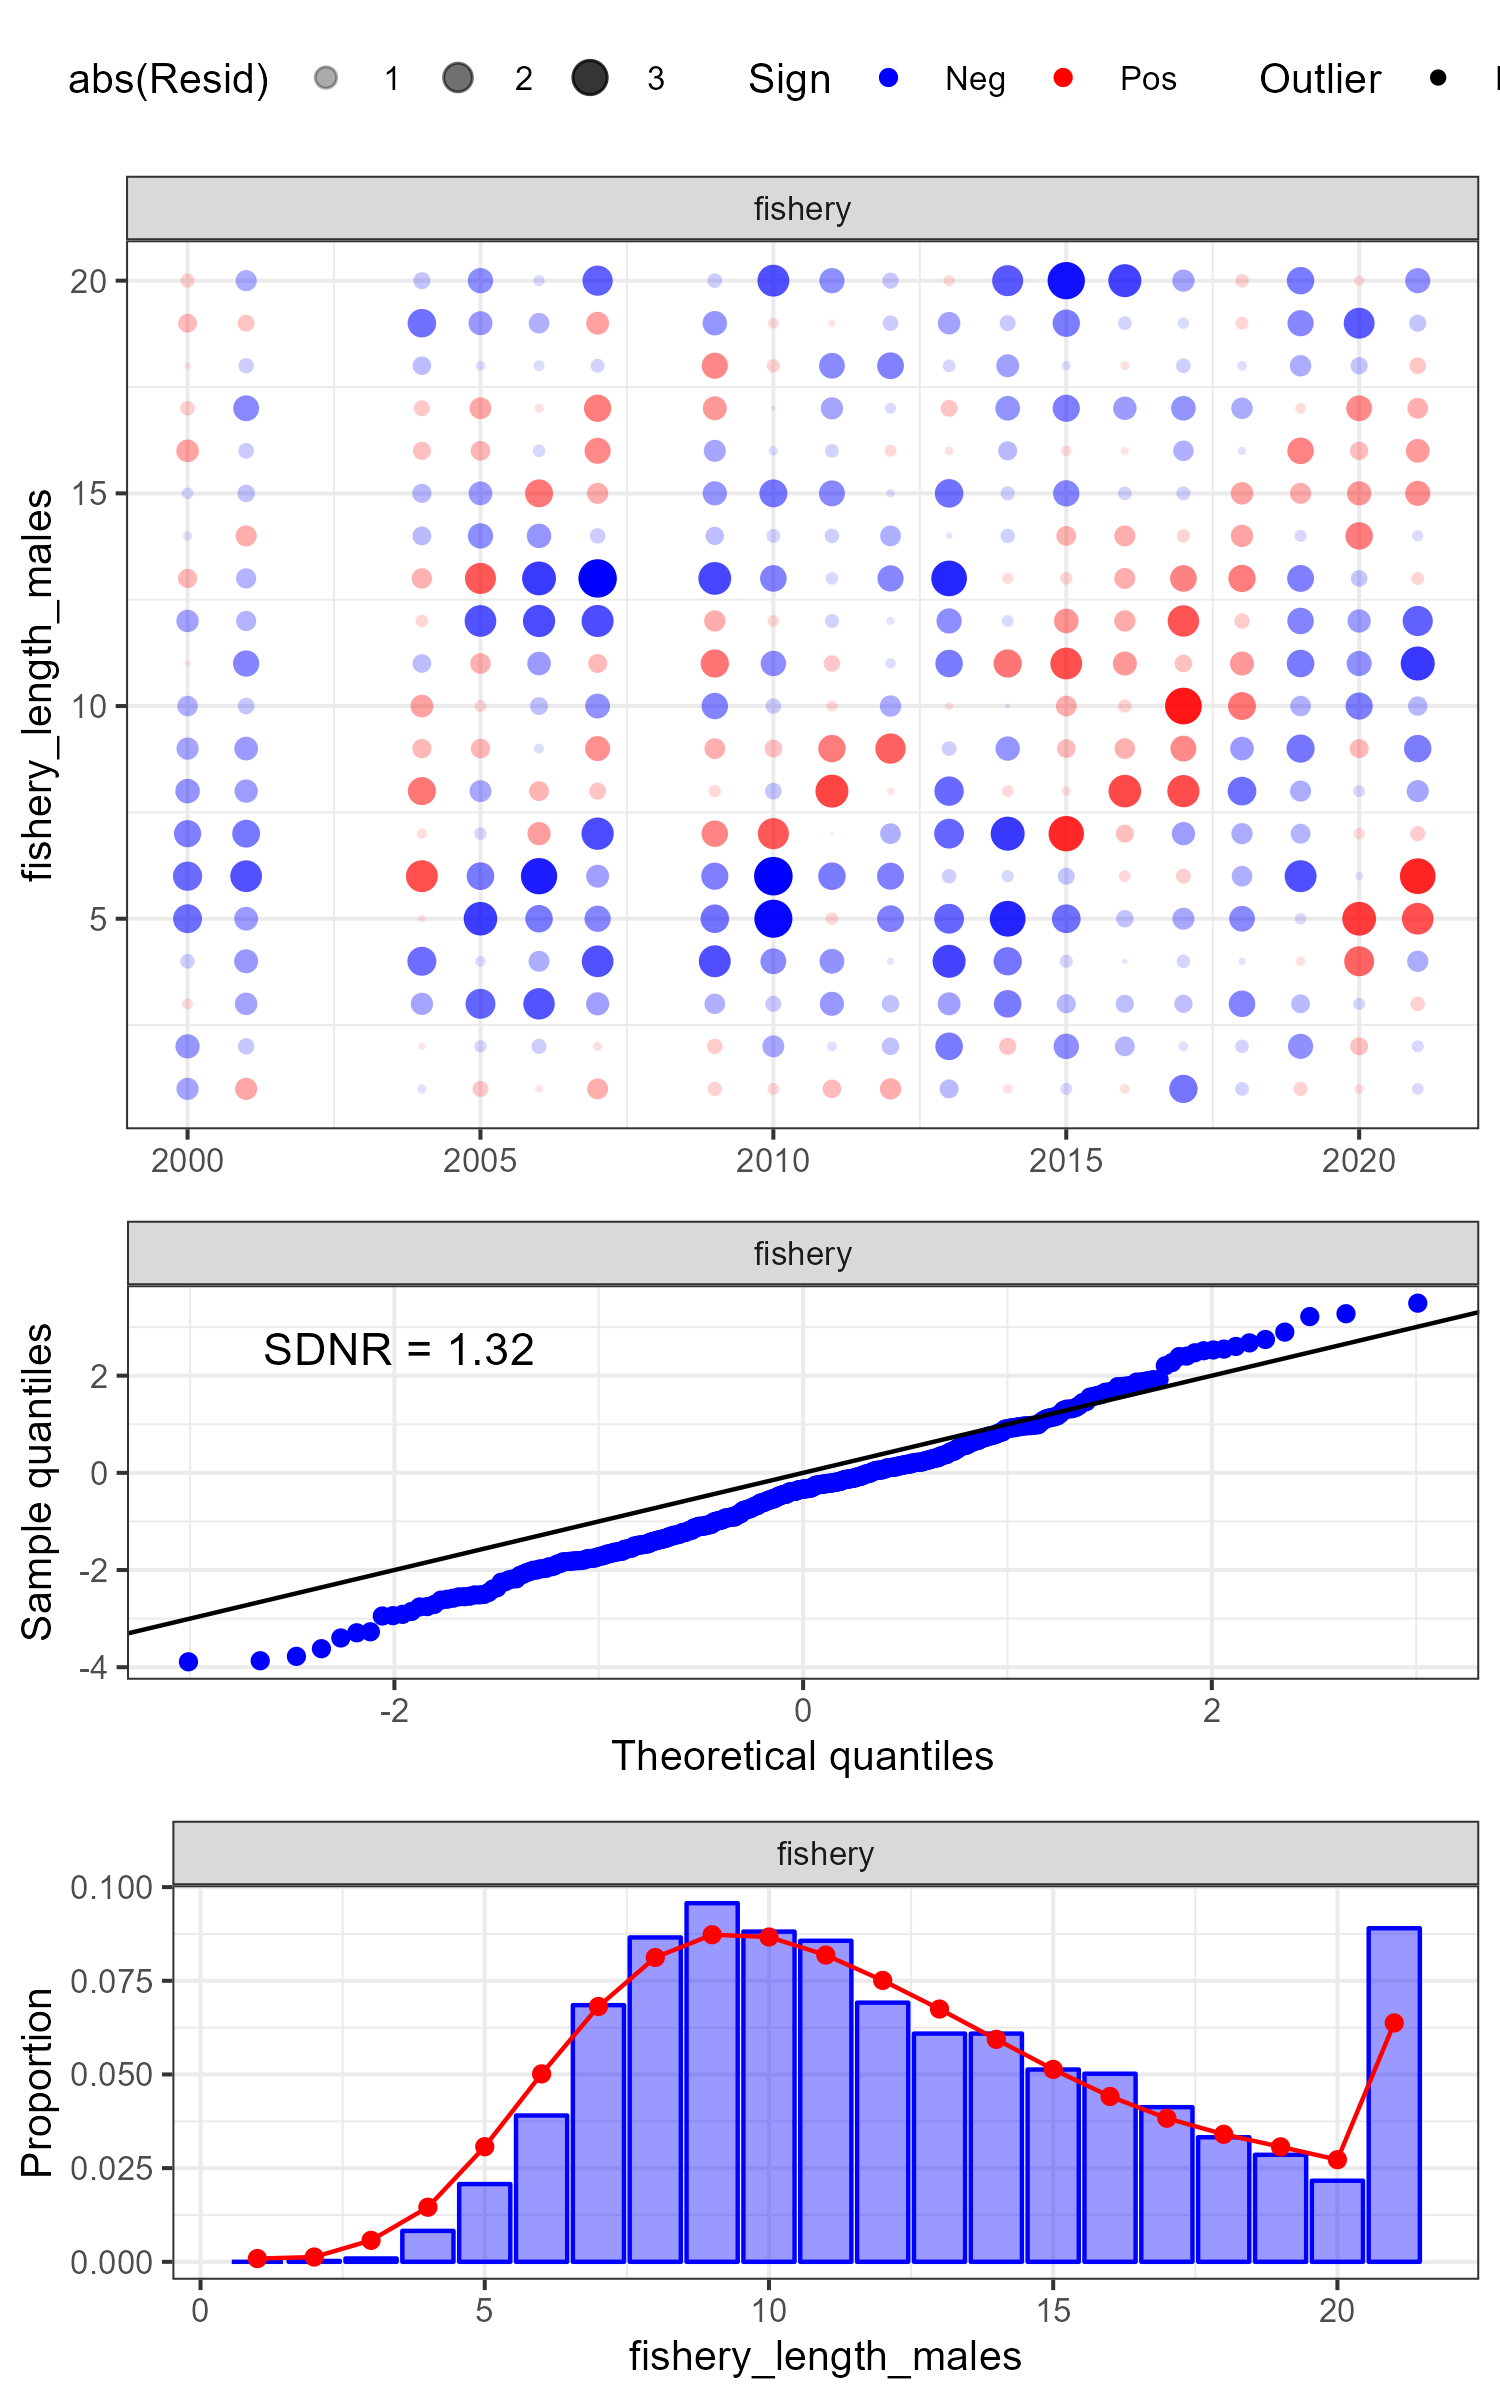 abs(Resid) 1 2 3 Sign Neg Pos Outlier
fishery
fishery_length_males
20
15
10
5
2000 2005 2010 2015 2020
fishery
SDNR = 1.32
Sample quantiles
2
0
-2
-4
-2 0 2
Theoretical quantiles
fishery
Proportion
0.100
0.075
0.050
0.025
0.000
0 5 10 15 20
fishery_length_males